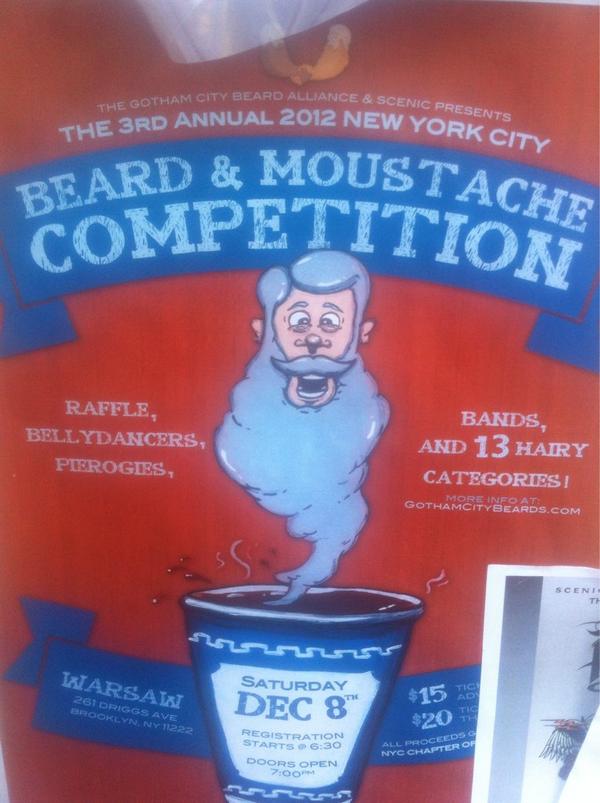 THE GOTHAM CITY BEARD ALLIANCE & SCENIC PRESENTS
THE 3RD ANNUAL 2012 NEW YORK CITY
BEARD & MOUSTACHE
COMPETITION
RAFFLE,
BELLYDANCERS,
PIEROGIES,
BANDS,
AND 13 HAIRY
CATEGORIES!
MORE INFO AT:
GOTHAMCITYBEARDS.COM
WARSAW
261 DRIGGS AVE
BROOKLYN, NY 11222
SATURDAY
DEC 8TH
REGISTRATION
STARTS @ 6:30
DOORS OPEN
7:00PM
$15
$20
ALL PROCEEDS
NYC CHAPTER OF